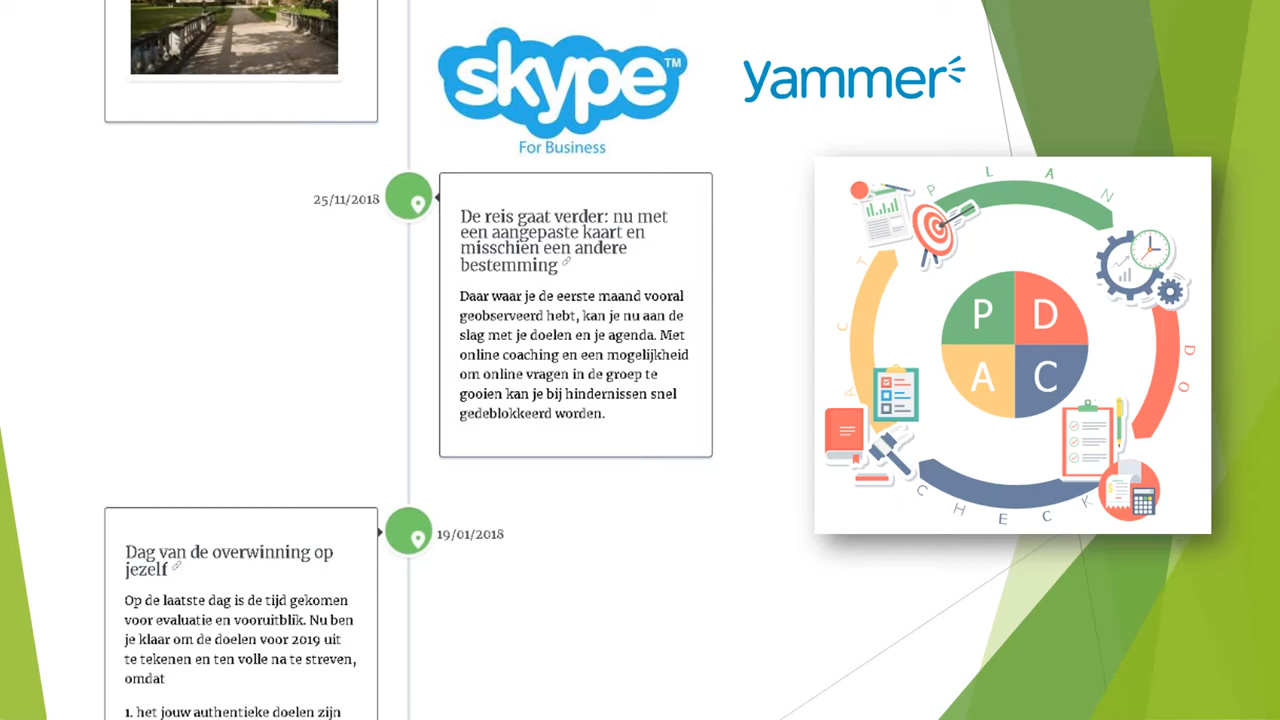 skype™
For Business
yammer
25/11/2018
De reis gaat verder: nu met
een aangepaste kaart en
misschien een andere
bestemming
Daar waar je de eerste maand vooral
geobserveerd hebt, kan je nu aan de
slag met je doelen en je agenda. Met
online coaching en een mogelijkheid
om online vragen in de groep te
gooien kan je bij hindernissen snel
gedeblokkeerd worden.
PLAN
DO
CHECK
ACT
P D
A C
19/01/2018
Dag van de overwinning op
jezelf
Op de laatste dag is de tijd gekomen
voor evaluatie en vooruitblik. Nu ben
je klaar om de doelen voor 2019 uit
te tekenen en ten volle na te streven,
omdat
1. het jouw authentieke doelen zijn